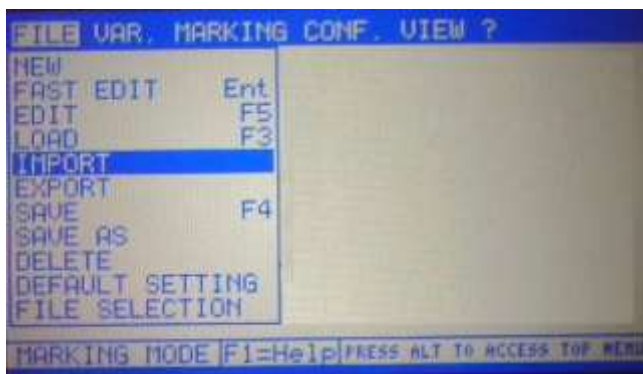 FILE VAR. MARKING CONF. VIEW ?
NEW
FAST EDIT Ent
EDIT F5
LOAD F3
IMPORT
EXPORT
SAVE F4
SAVE AS
DELETE
DEFAULT SETTING
FILE SELECTION
MARKING MODE F1=Help PRESS ALT TO ACCESS TOP MENU